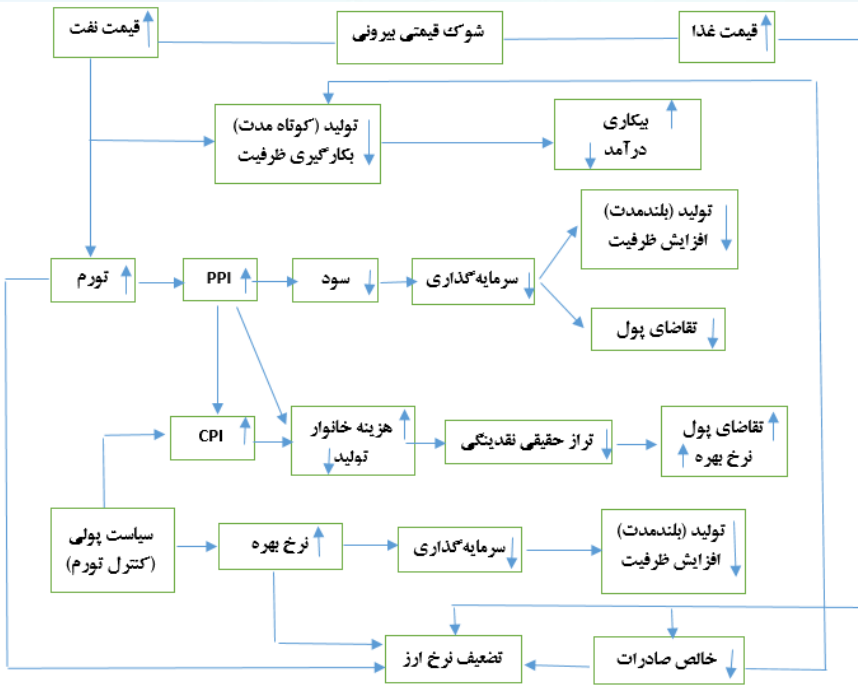 قیمت نفت
شوک قیمتی بیرونی
قیمت غذا
تولید (کوتاه مدت)
بکارگیری ظرفیت
بیکاری
درآمد
تولید (بلندمدت)
افزایش ظرفیت
تورم
PPI
سود
سرمایه‌گذاری
تقاضای پول
CPI
هزینه خانوار
تولید
تراز حقیقی نقدینگی
تقاضای پول
نرخ بهره
سیاست پولی
(کنترل تورم)
نرخ بهره
سرمایه‌گذاری
تولید (بلندمدت)
افزایش ظرفیت
تضعیف نرخ ارز
خالص صادرات